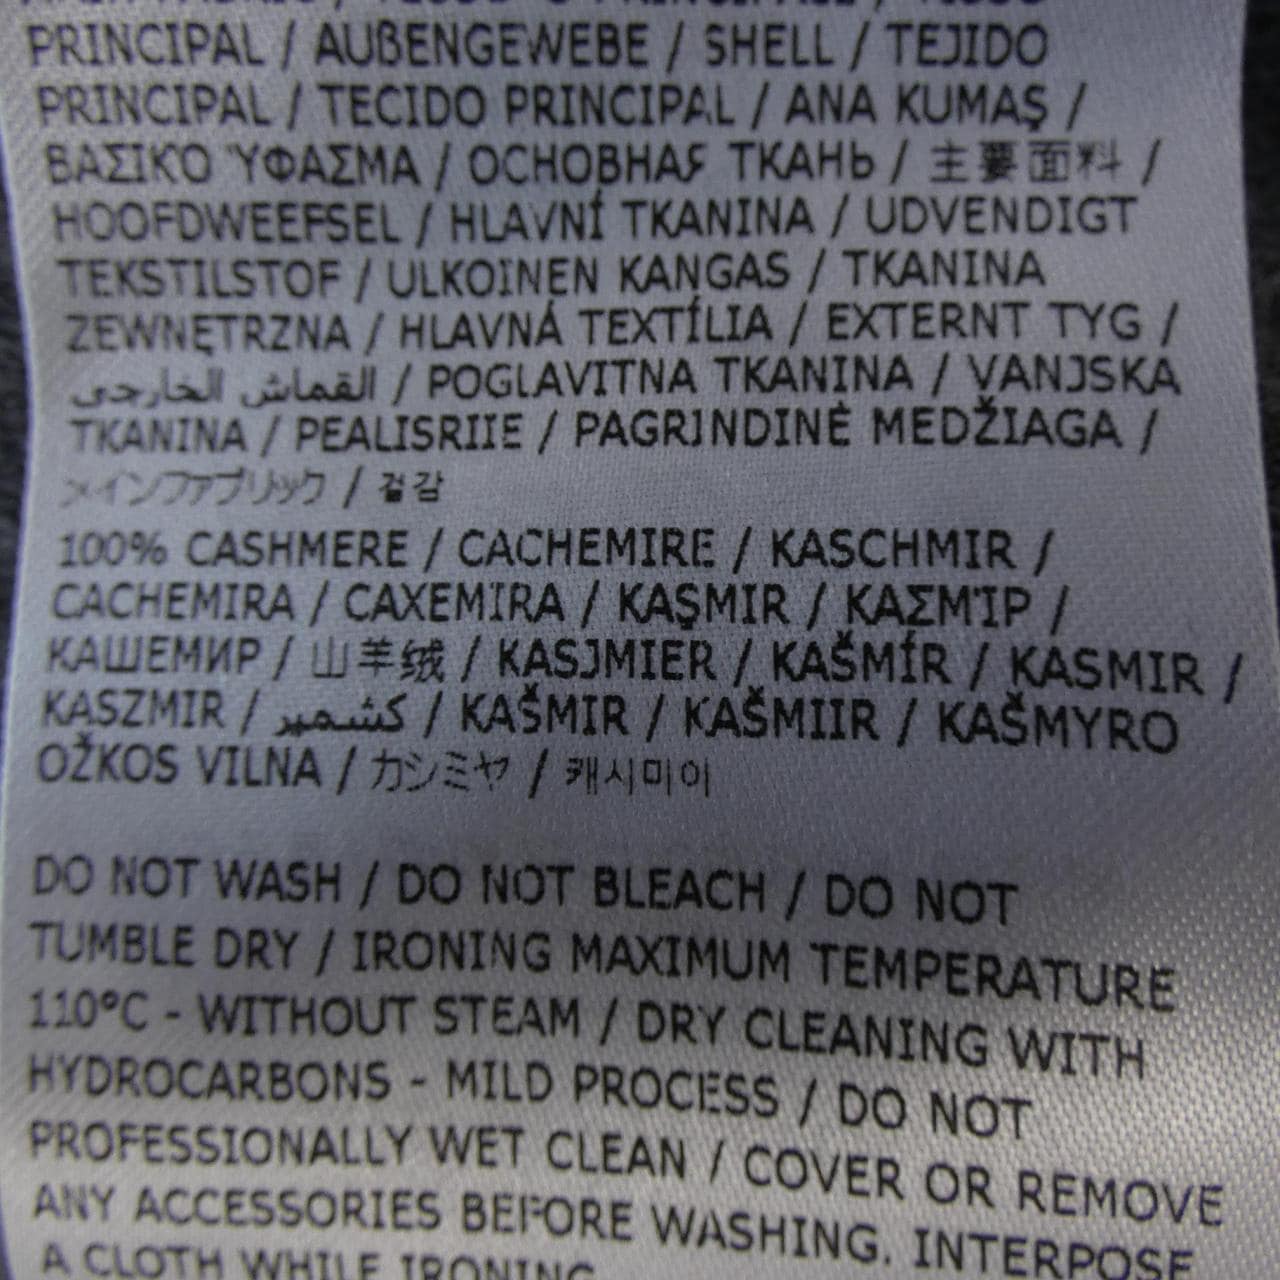 PRINCIPAL / AUßENGEWEBE / SHELL / TEJIDO
PRINCIPAL / TECIDO PRINCIPAL / ANA KUMAŞ /
ΒΑΣΙΚΟ ΎΦΑΣΜΑ / ОСНОВНАЯ ТКАНЬ / 主要面料 /
HOOFDWEEFSEL / HLAVNÍ TKANINA / UDVENDIGT
TEKSTILSTOF / ULKOINEN KANGAS / TKANINA
ZEWNĘTRZNA / HLAVNÁ TEXTÍLIA / EXTERNT TYG /
القماش الخارجي / POGLAVITNA TKANINA / VANJSKA
TKANINA / PEALISRIIE / PAGRINDINĖ MEDŽIAGA /
メインファブリック / 겉감
100% CASHMERE / CACHEMIRE / KASCHMIR /
CACHEMIRA / CAXEMIRA / KAŞMIR / ΚΑΣΜΊΡ /
КАШЕМИР / 山羊绒 / KASJMIER / KAŠMÍR / KASMIR /
KASZMIR / كشمير / KAŠMIR / KAŠMIIR / KAŠMYRO
OŽKOS VILNA / カシミヤ / 캐시미어
DO NOT WASH / DO NOT BLEACH / DO NOT
TUMBLE DRY / IRONING MAXIMUM TEMPERATURE
110°C - WITHOUT STEAM / DRY CLEANING WITH
HYDROCARBONS - MILD PROCESS / DO NOT
PROFESSIONALLY WET CLEAN / COVER OR REMOVE
ANY ACCESSORIES BEFORE WASHING. INTERPOSE
A CLOTH WHILE IRONING